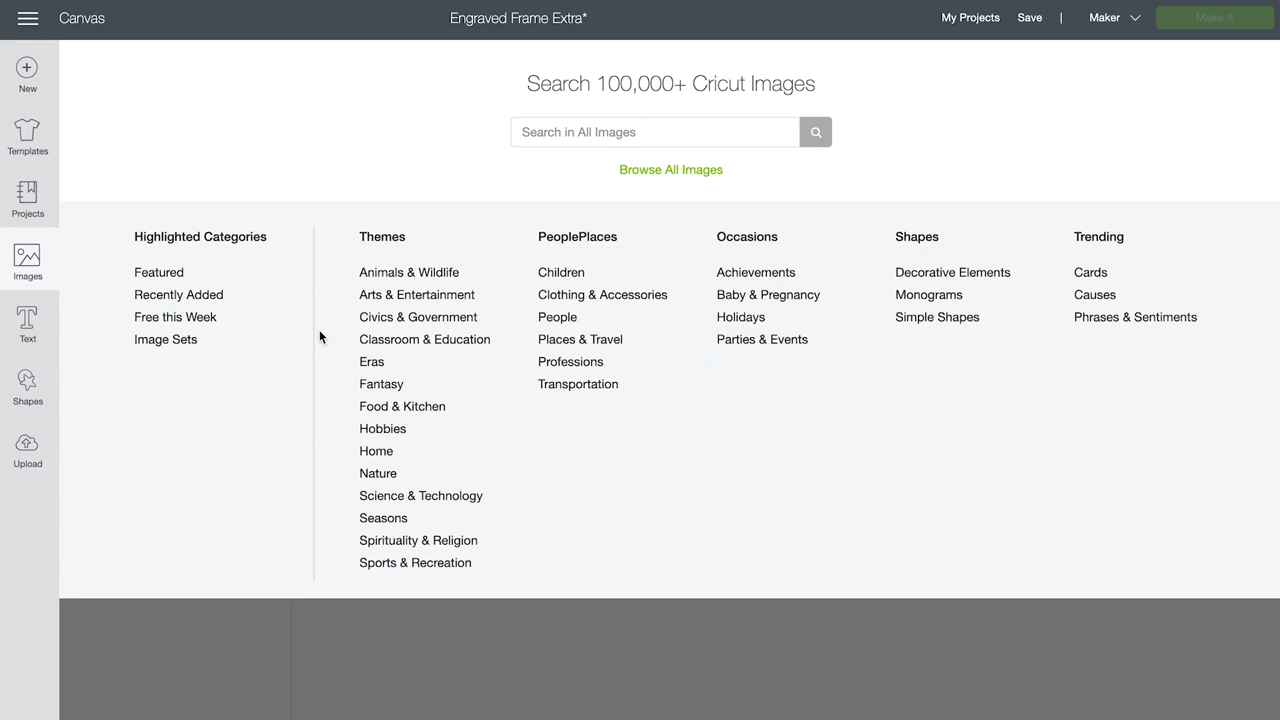 Canvas
Engraved Frame Extra*
My Projects
Save
|
Maker
Make It
New
Templates
Projects
Images
Text
Shapes
Upload
Search 100,000+ Cricut Images
Search in All Images
Browse All Images
Highlighted Categories
Featured
Recently Added
Free this Week
Image Sets
Themes
Animals & Wildlife
Arts & Entertainment
Civics & Government
Classroom & Education
Eras
Fantasy
Food & Kitchen
Hobbies
Home
Nature
Science & Technology
Seasons
Spirituality & Religion
Sports & Recreation
PeoplePlaces
Children
Clothing & Accessories
People
Places & Travel
Professions
Transportation
Occasions
Achievements
Baby & Pregnancy
Holidays
Parties & Events
Shapes
Decorative Elements
Monograms
Simple Shapes
Trending
Cards
Causes
Phrases & Sentiments